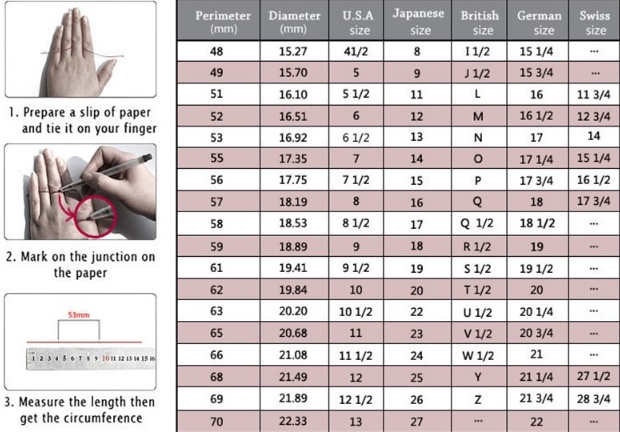 1. Prepare a slip of paper
and tie it on your finger
2. Mark on the junction on
the paper
53mm
1 2 3 4 5 6 7 8 9 10 11 12 13 14 15 16
3. Measure the length then
get the circumference
Perimeter (mm) Diameter (mm) U.S.A size Japanese size British size German size Swiss size
48 15.27 41/2 8 I 1/2 15 1/4 ...
49 15.70 5 9 J 1/2 15 3/4 ...
51 16.10 5 1/2 11 L 16 11 3/4
52 16.51 6 12 M 16 1/2 12 3/4
53 16.92 6 1/2 13 N 17 14
55 17.35 7 14 O 17 1/4 15 1/4
56 17.75 7 1/2 15 P 17 3/4 16 1/2
57 18.19 8 16 Q 18 17 3/4
58 18.53 8 1/2 17 Q 1/2 18 1/2 ...
59 18.89 9 18 R 1/2 19 ...
61 19.41 9 1/2 19 S 1/2 19 1/2 ...
62 19.84 10 20 T 1/2 20 ...
63 20.20 10 1/2 22 U 1/2 20 1/4 ...
65 20.68 11 23 V 1/2 20 3/4 ...
66 21.08 11 1/2 24 W 1/2 21 ...
68 21.49 12 25 Y 21 1/4 27 1/2
69 21.89 12 1/2 26 Z 21 3/4 28 3/4
70 22.33 13 27 ... 22 ...